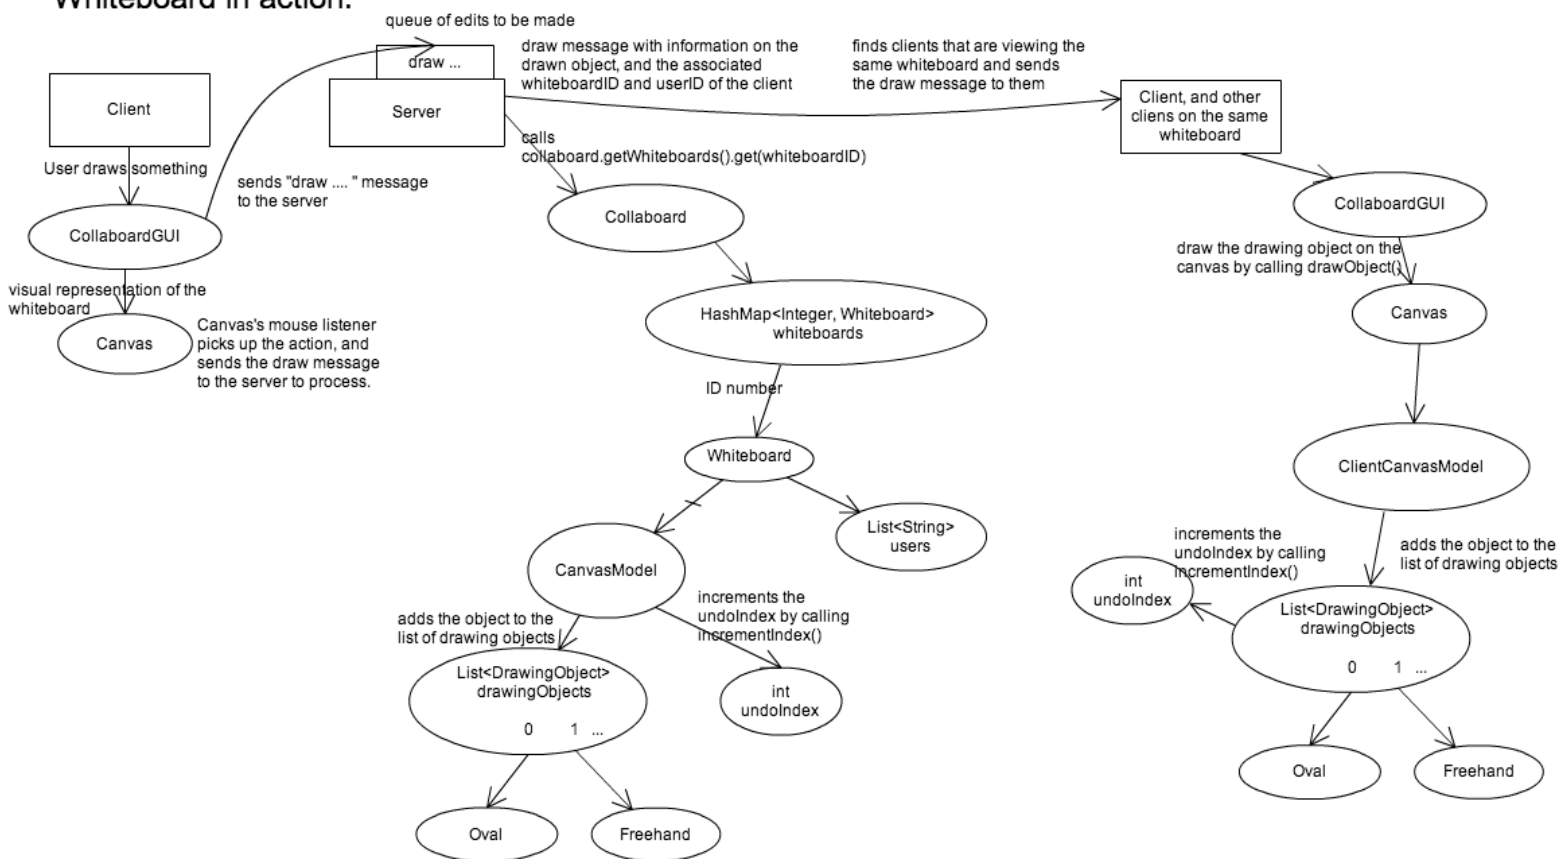 Whiteboard in action:
queue of edits to be made
draw ...
draw message with information on the
drawn object, and the associated
whiteboardID and userID of the client
finds clients that are viewing the
same whiteboard and sends
the draw message to them
Client
Server
Client, and other
cliens on the same
whiteboard
User draws something
calls
collaboard.getWhiteboards().get(whiteboardID)
sends "draw .... " message
to the server
CollaboardGUI
Collaboard
CollaboardGUI
draw the drawing object on the
canvas by calling drawObject()
visual representation of the
whiteboard
Canvas
Canvas's mouse listener
picks up the action, and
sends the draw message
to the server to process.
HashMap<Integer, Whiteboard>
whiteboards
Canvas
ID number
Whiteboard
ClientCanvasModel
List<String>
users
CanvasModel
increments the
undoIndex by calling
incrementIndex()
adds the object to the
list of drawing objects
int
undoIndex
List<DrawingObject>
drawingObjects
0 1 ...
adds the object to the
list of drawing objects
increments the
undoIndex by calling
incrementIndex()
List<DrawingObject>
drawingObjects
0 1 ...
int
undoIndex
Oval
Freehand
Oval
Freehand